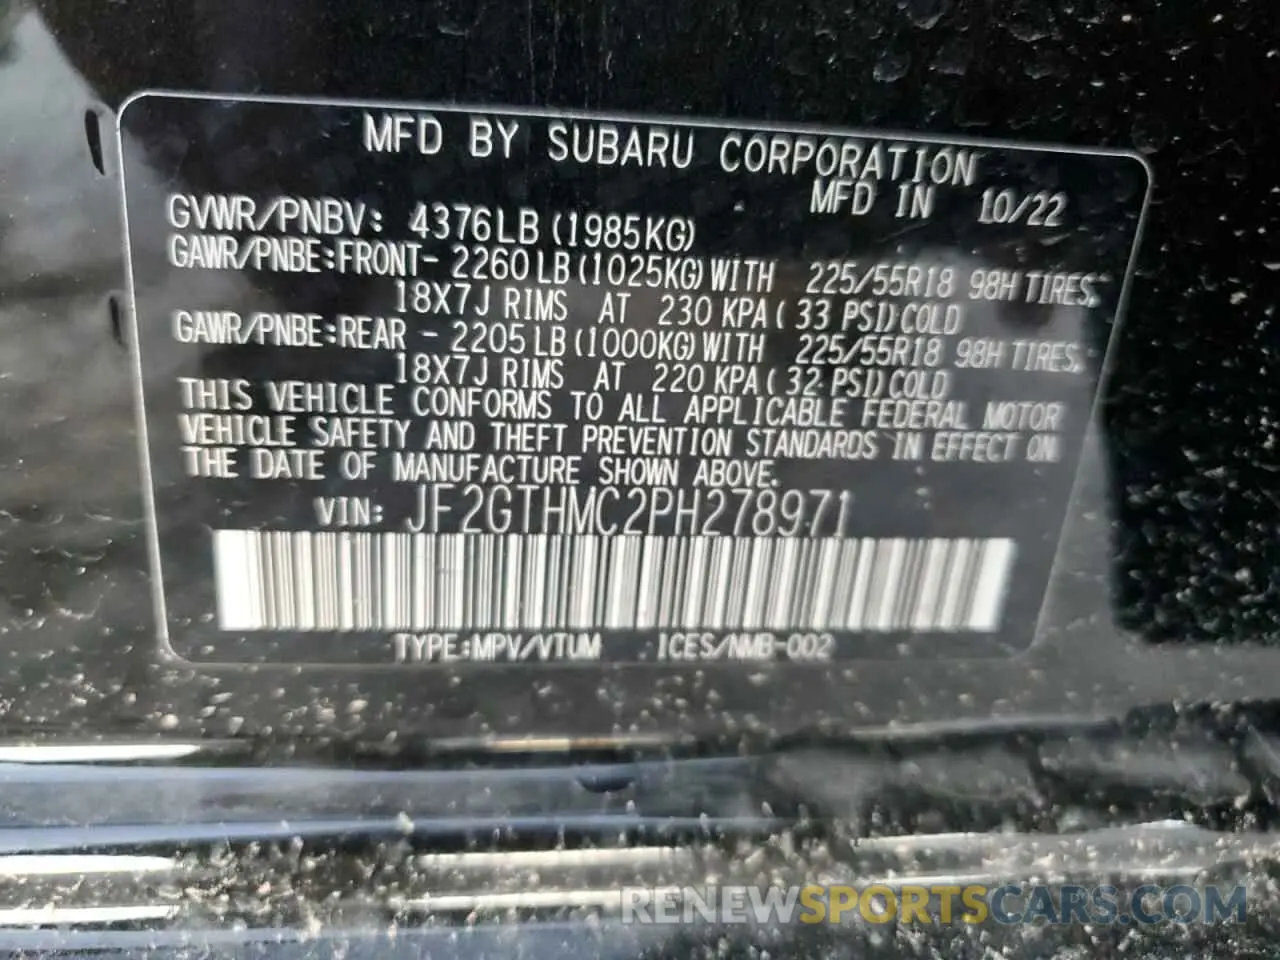 MFD BY SUBARU CORPORATION
MFD IN 10/22
GVWR/PNBV: 4376LB (1985KG)
GAWR/PNBE:FRONT- 2260LB(1025KG)WITH 225/55R18 98H TIRES,
18X7J RIMS AT 230 KPA( 33 PSI)COLD
GAWR/PNBE:REAR - 2205LB(1000KG)WITH 225/55R18 98H TIRES,
18X7J RIMS AT 220 KPA( 32 PSI)COLD
THIS VEHICLE CONFORMS TO ALL APPLICABLE FEDERAL MOTOR
VEHICLE SAFETY AND THEFT PREVENTION STANDARDS IN EFFECT ON
THE DATE OF MANUFACTURE SHOWN ABOVE.
VIN: JF2GTHMC2PH278971
TYPE:MPV/VTUM ICES/NMB-002
RENEWSPORTSCARS.COM